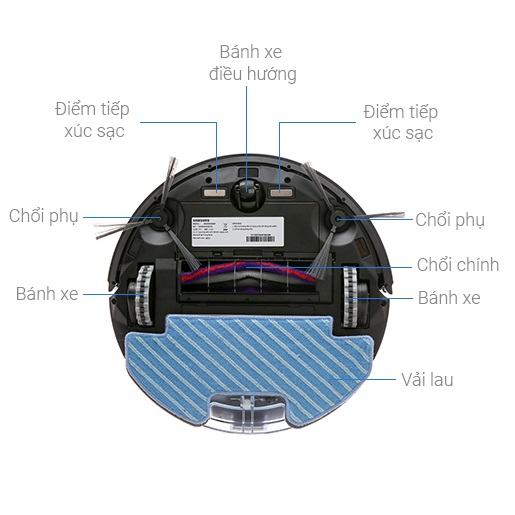 Bánh xe
điều hướng
Điểm tiếp
xúc sạc
Điểm tiếp
xúc sạc
Chổi phụ
Chổi phụ
SAMSUNG
Chổi chính
Bánh xe
Bánh xe
Vải lau